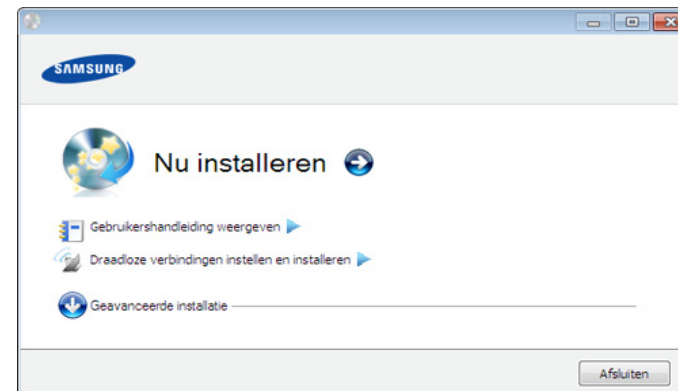 SAMSUNG
Nu installeren
Gebruikershandleiding weergeven
Draadloze verbindingen instellen en installeren
Geavanceerde installatie
Afsluiten